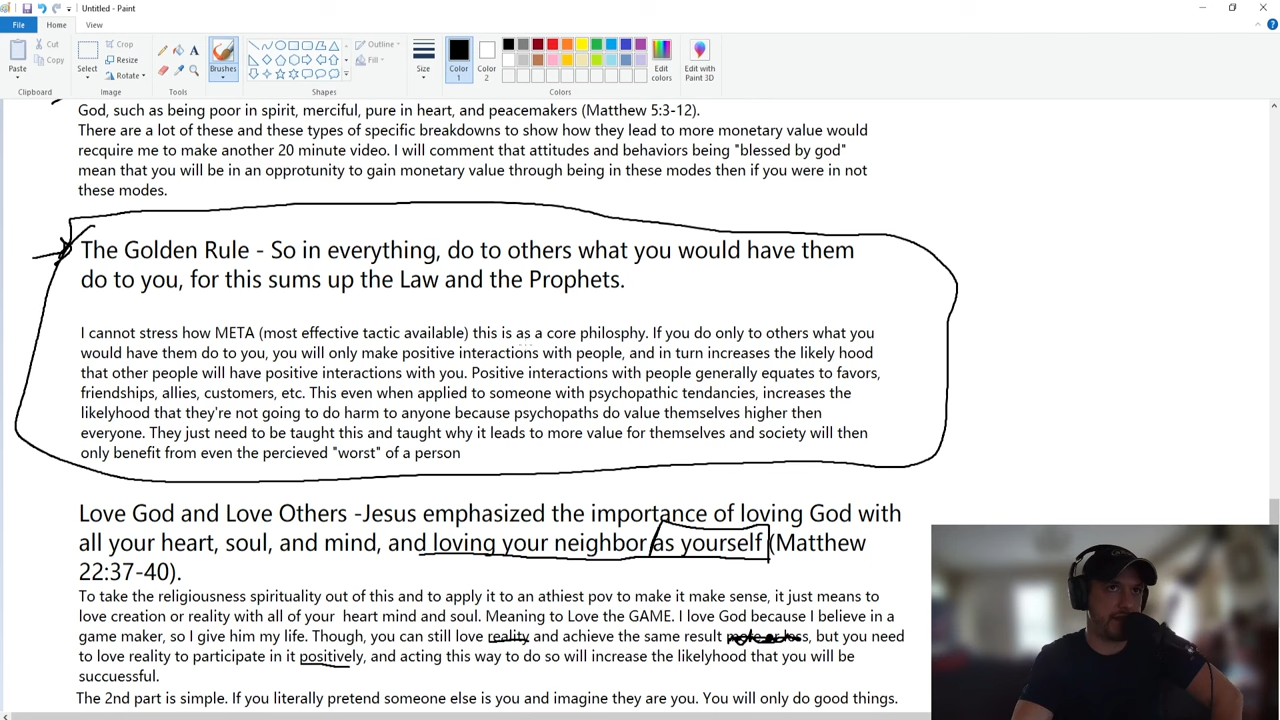 Untitled - Paint
File
Home
View
Paste
Cut
Copy
Clipboard
Select
Crop
Resize
Rotate
Image
A
Tools
Brushes
Outline
Fill
Shapes
Size
Color 1
Color 2
Edit colors
Edit with Paint 3D
Colors
God, such as being poor in spirit, merciful, pure in heart, and peacemakers (Matthew 5:3-12).
There are a lot of these and these types of specific breakdowns to show how they lead to more monetary value would
recquire me to make another 20 minute video. I will comment that attitudes and behaviors being "blessed by god"
mean that you will be in an opprotunity to gain monetary value through being in these modes then if you were in not
these modes.
The Golden Rule - So in everything, do to others what you would have them
do to you, for this sums up the Law and the Prophets.
I cannot stress how META (most effective tactic available) this is as a core philosphy. If you do only to others what you
would have them do to you, you will only make positive interactions with people, and in turn increases the likely hood
that other people will have positive interactions with you. Positive interactions with people generally equates to favors,
friendships, allies, customers, etc. This even when applied to someone with psychopathic tendancies, increases the
likelyhood that they're not going to do harm to anyone because psychopaths do value themselves higher then
everyone. They just need to be taught this and taught why it leads to more value for themselves and society will then
only benefit from even the percieved "worst" of a person
Love God and Love Others -Jesus emphasized the importance of loving God with
all your heart, soul, and mind, and loving your neighbor as yourself (Matthew
22:37-40).
To take the religiousness spirituality out of this and to apply it to an athiest pov to make it make sense, it just means to
love creation or reality with all of your heart mind and soul. Meaning to Love the GAME. I love God because I believe in a
game maker, so I give him my life. Though, you can still love reality and achieve the same result, but you need
to love reality to participate in it positively, and acting this way to do so will increase the likelyhood that you will be
succuessful.
The 2nd part is simple. If you literally pretend someone else is you and imagine they are you. You will only do good things.